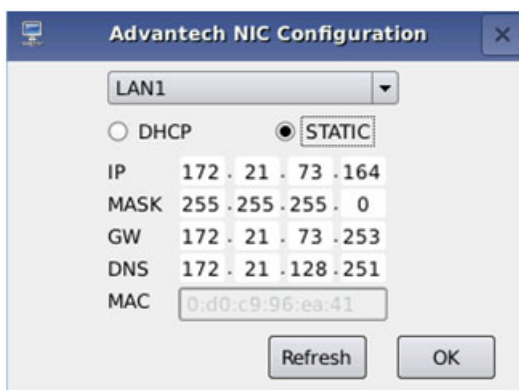 Advantech NIC Configuration
LAN1
DHCP STATIC
IP 172 . 21 . 73 . 164
MASK 255 . 255 . 255 . 0
GW 172 . 21 . 73 . 253
DNS 172 . 21 . 128 . 251
MAC 0:d0:c9:96:ea:41
Refresh OK